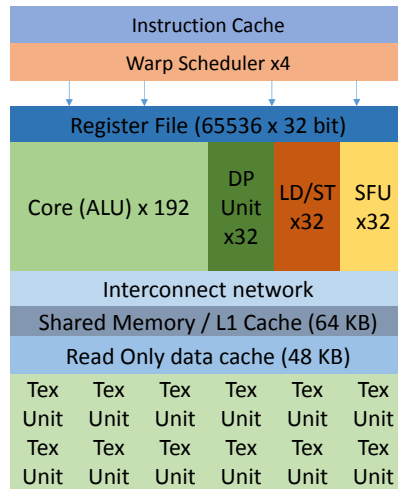 Instruction Cache
Warp Scheduler x4
Register File (65536 x 32 bit)
Core (ALU) x 192
DP
Unit
x32
LD/ST
x32
SFU
x32
Interconnect network
Shared Memory / L1 Cache (64 KB)
Read Only data cache (48 KB)
Tex Tex Tex Tex Tex Tex
Unit Unit Unit Unit Unit Unit
Tex Tex Tex Tex Tex Tex
Unit Unit Unit Unit Unit Unit